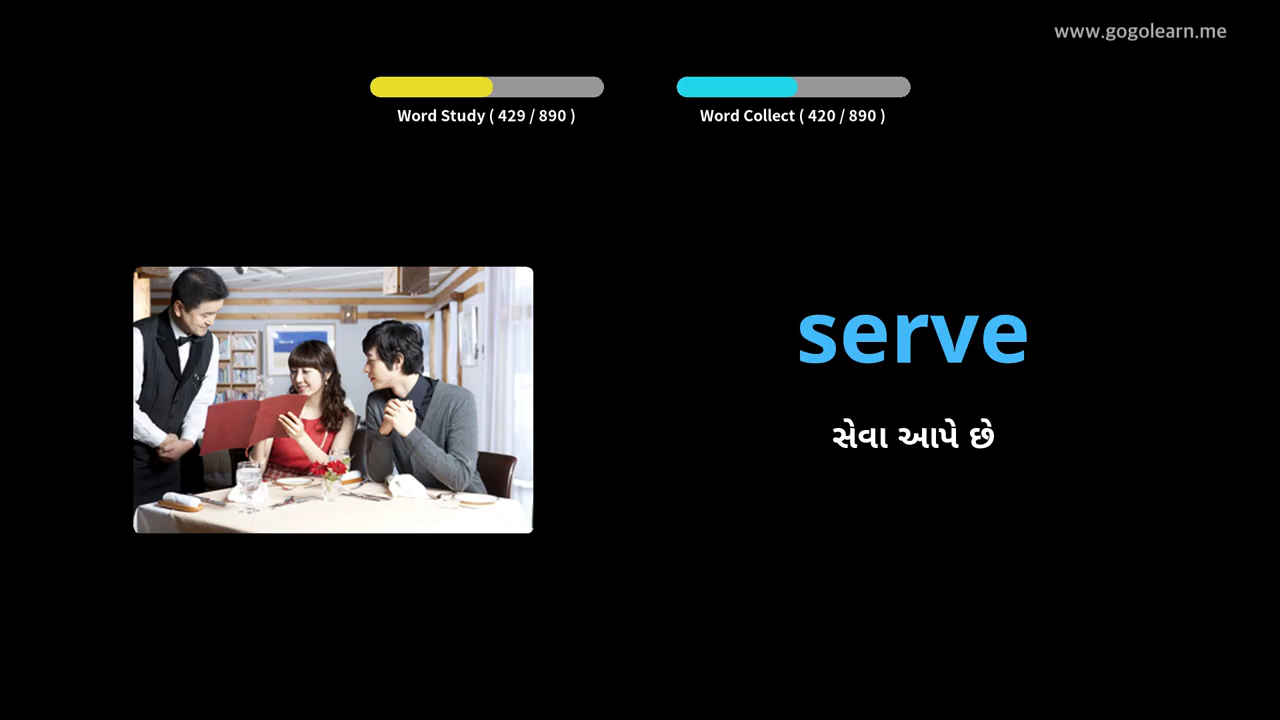 www.gogolearn.me
Word Study ( 429 / 890 )
Word Collect ( 420 / 890 )
serve
સેવા આપે છે